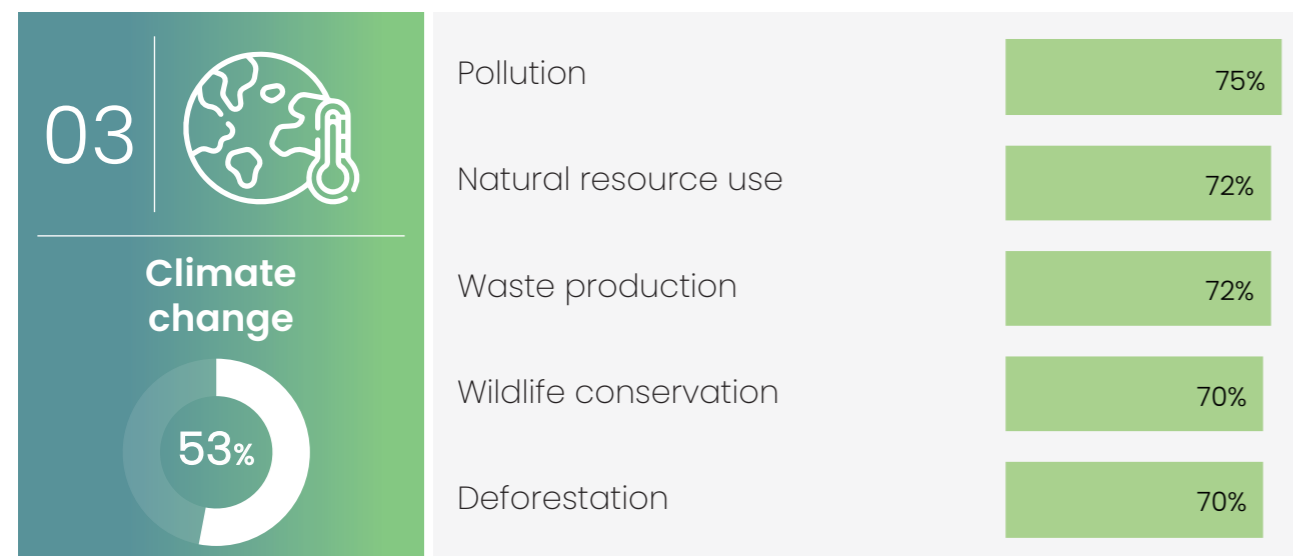 03
Climate
change
53%
Pollution 75%
Natural resource use 72%
Waste production 72%
Wildlife conservation 70%
Deforestation 70%